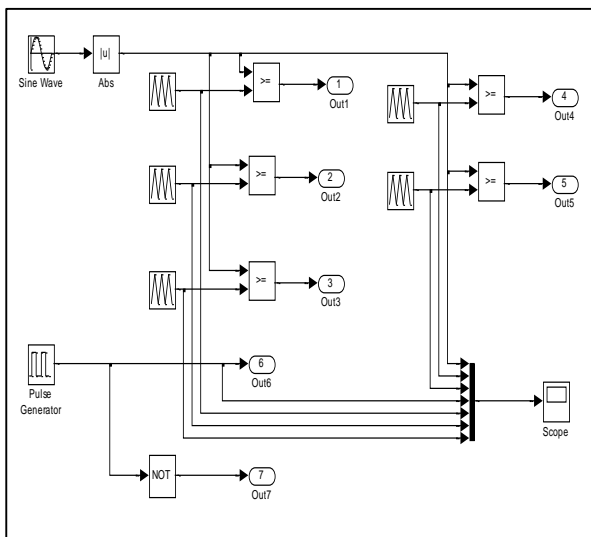 |u|
Sine Wave
Abs
>=
1
Out1
>=
4
Out4
>=
2
Out2
>=
5
Out5
>=
3
Out3
6
Out6
Pulse
Generator
Scope
NOT
7
Out7